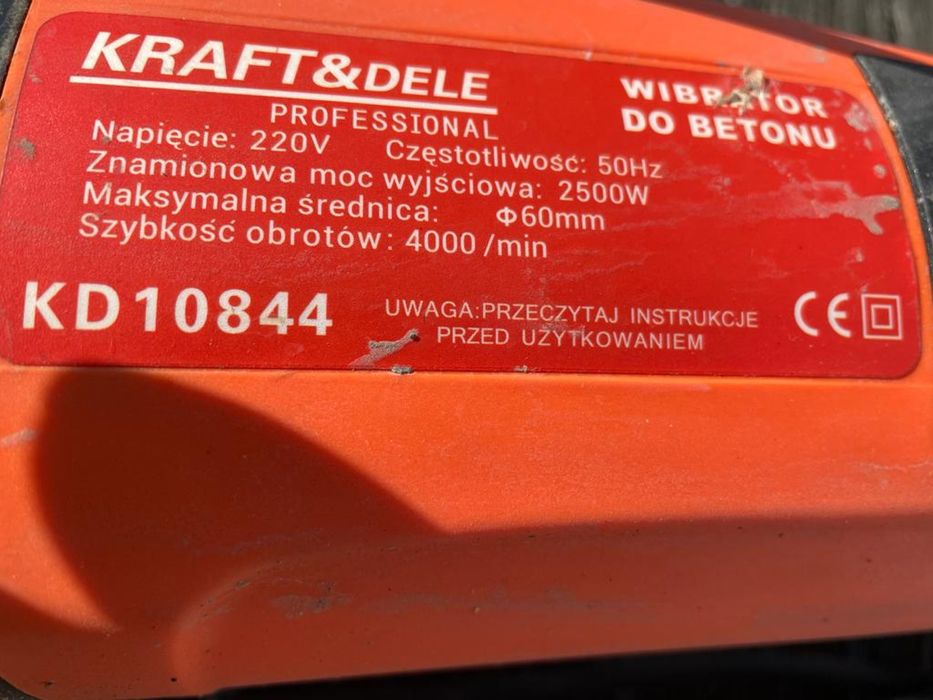 KRAFT&DELE
PROFESSIONAL
WIBRATOR
DO BETONU
Napięcie: 220V Częstotliwość: 50Hz
Znamionowa moc wyjściowa: 2500W
Maksymalna średnica: Φ60mm
Szybkość obrotów: 4000 /min
KD10844
UWAGA:PRZECZYTAJ INSTRUKCJE
PRZED UŻYTKOWANIEM
CE